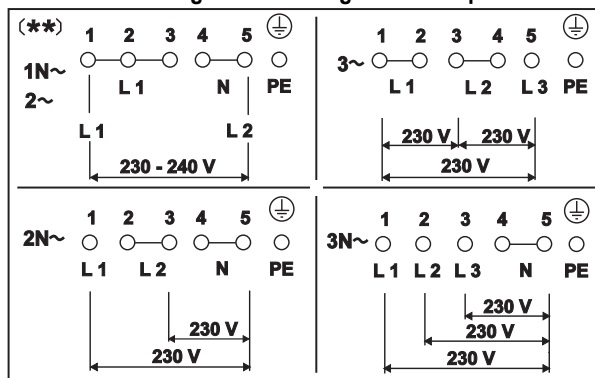 (**) 1 2 3 4 5
1N~
L 1 N PE
2~
L 1 L 2
230 - 240 V
1 2 3 4 5
3~
L 1 L 2 L 3 PE
230 V 230 V
230 V
1 2 3 4 5
2N~
L 1 L 2 N PE
230 V
230 V
1 2 3 4 5
3N~
L 1 L 2 L 3 N PE
230 V
230 V
230 V